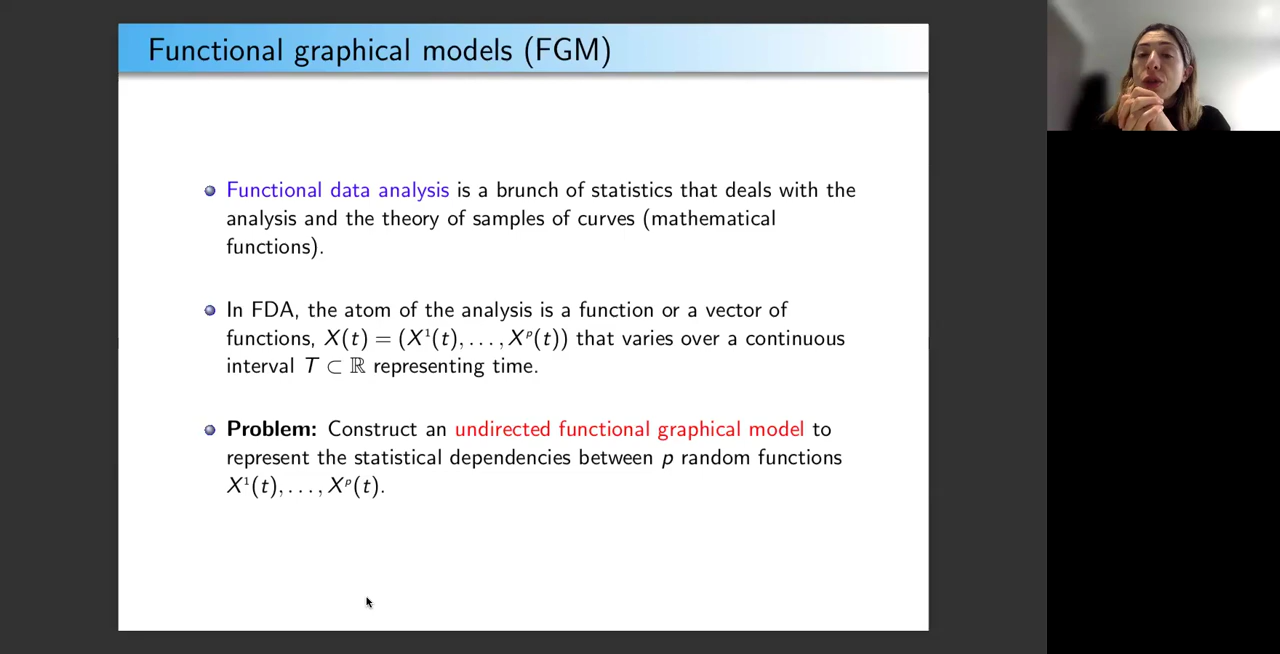 Functional graphical models (FGM)
Functional data analysis is a brunch of statistics that deals with the
analysis and the theory of samples of curves (mathematical
functions).
In FDA, the atom of the analysis is a function or a vector of
functions, X(t) = (X¹(t), . . . , Xᵖ(t)) that varies over a continuous
interval T ⊂ ℝ representing time.
Problem: Construct an undirected functional graphical model to
represent the statistical dependencies between p random functions
X¹(t), . . . , Xᵖ(t).